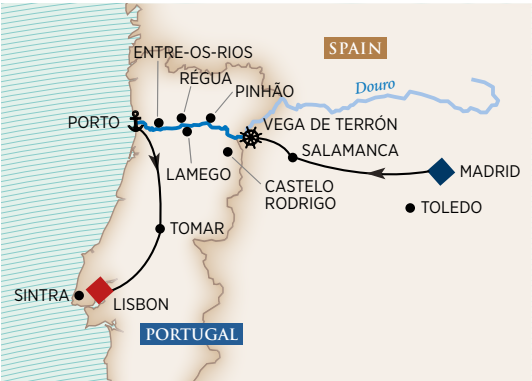 SPAIN
ENTRE-OS-RIOS
RÉGUA
PINHÃO
Douro
PORTO
VEGA DE TERRÓN
SALAMANCA
LAMEGO
MADRID
CASTELO
RODRIGO
TOLEDO
TOMAR
SINTRA
LISBON
PORTUGAL